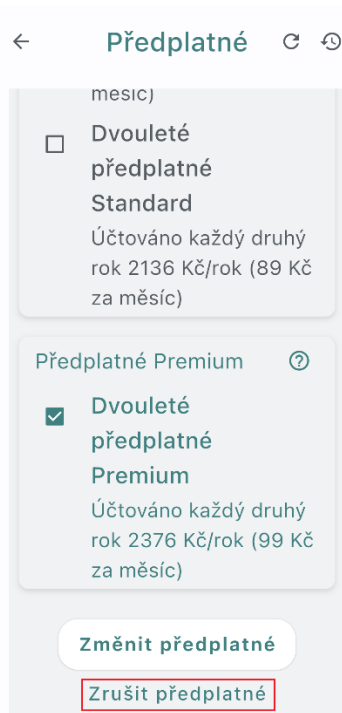 Předplatné
měsíc)
Dvouleté
předplatné
Standard
Účtováno každý druhý
rok 2136 Kč/rok (89 Kč
za měsíc)
Předplatné Premium
Dvouleté
předplatné
Premium
Účtováno každý druhý
rok 2376 Kč/rok (99 Kč
za měsíc)
Změnit předplatné
Zrušit předplatné